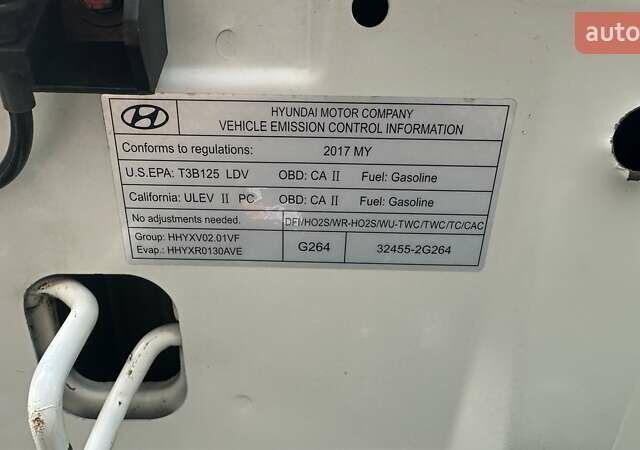 auto
HYUNDAI MOTOR COMPANY
VEHICLE EMISSION CONTROL INFORMATION
Conforms to regulations: 2017 MY
U.S.EPA: T3B125 LDV OBD: CA II Fuel: Gasoline
California: ULEV II PC OBD: CA II Fuel: Gasoline
No adjustments needed. DFI/HO2S/WR-HO2S/WU-TWC/TWC/TC/CAC
Group: HHYXV02.01VF
Evap.: HHYXR0130AVE
G264 32455-2G264